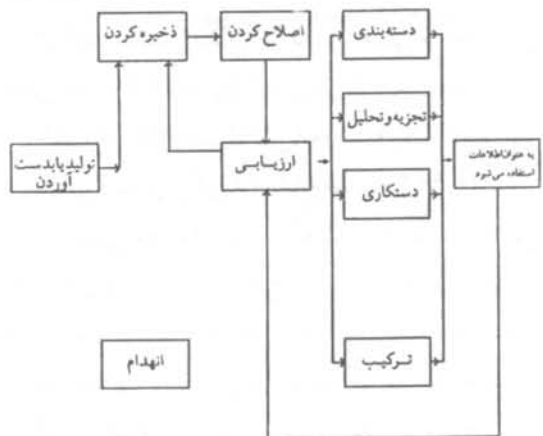 ذخیره کردن
اصلاح کردن
دسته‌بندی
تجزیه و تحلیل
تولید یا بدست
آوردن
ارزیابی
به عنوان اطلاعات
استفاده می‌شود
دستکاری
انهدام
ترکیب